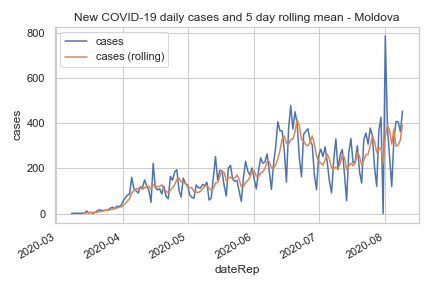 New COVID-19 daily cases and 5 day rolling mean - Moldova
cases
cases (rolling)
800
600
400
200
0
cases
2020-03
2020-04
2020-05
2020-06
2020-07
2020-08
dateRep